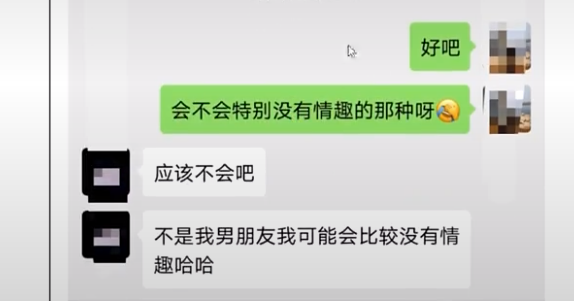 好吧
会不会特别没有情趣的那种呀
应该不会吧
不是我男朋友我可能会比较没有情
趣哈哈